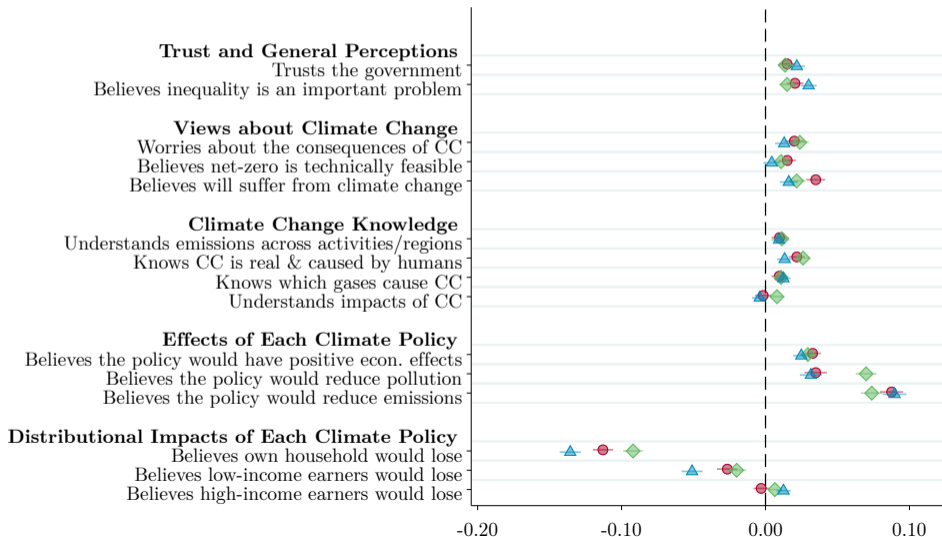 Trust and General Perceptions
Trusts the government
Believes inequality is an important problem
Views about Climate Change
Worries about the consequences of CC
Believes net-zero is technically feasible
Believes will suffer from climate change
Climate Change Knowledge
Understands emissions across activities/regions
Knows CC is real & caused by humans
Knows which gases cause CC
Understands impacts of CC
Effects of Each Climate Policy
Believes the policy would have positive econ. effects
Believes the policy would reduce pollution
Believes the policy would reduce emissions
Distributional Impacts of Each Climate Policy
Believes own household would lose
Believes low-income earners would lose
Believes high-income earners would lose
-0.20 -0.10 0.00 0.10